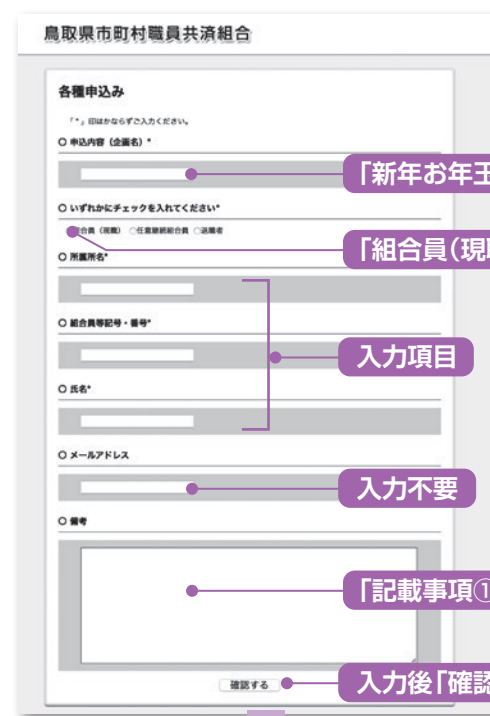 鳥取県市町村職員共済組合
各種申込み
「*」印はかならずご入力ください。
○ 申込内容（企画名）*
「新年お年玉
○ いずれかにチェックを入れてください*
合員（現職） ○任意継続組合員 ○退職者
「組合員（現職
○ 所属所名*
○ 組合員等記号・番号*
入力項目
○ 氏名*
○ メールアドレス
入力不要
○ 備考
「記載事項①
確認する
入力後「確認